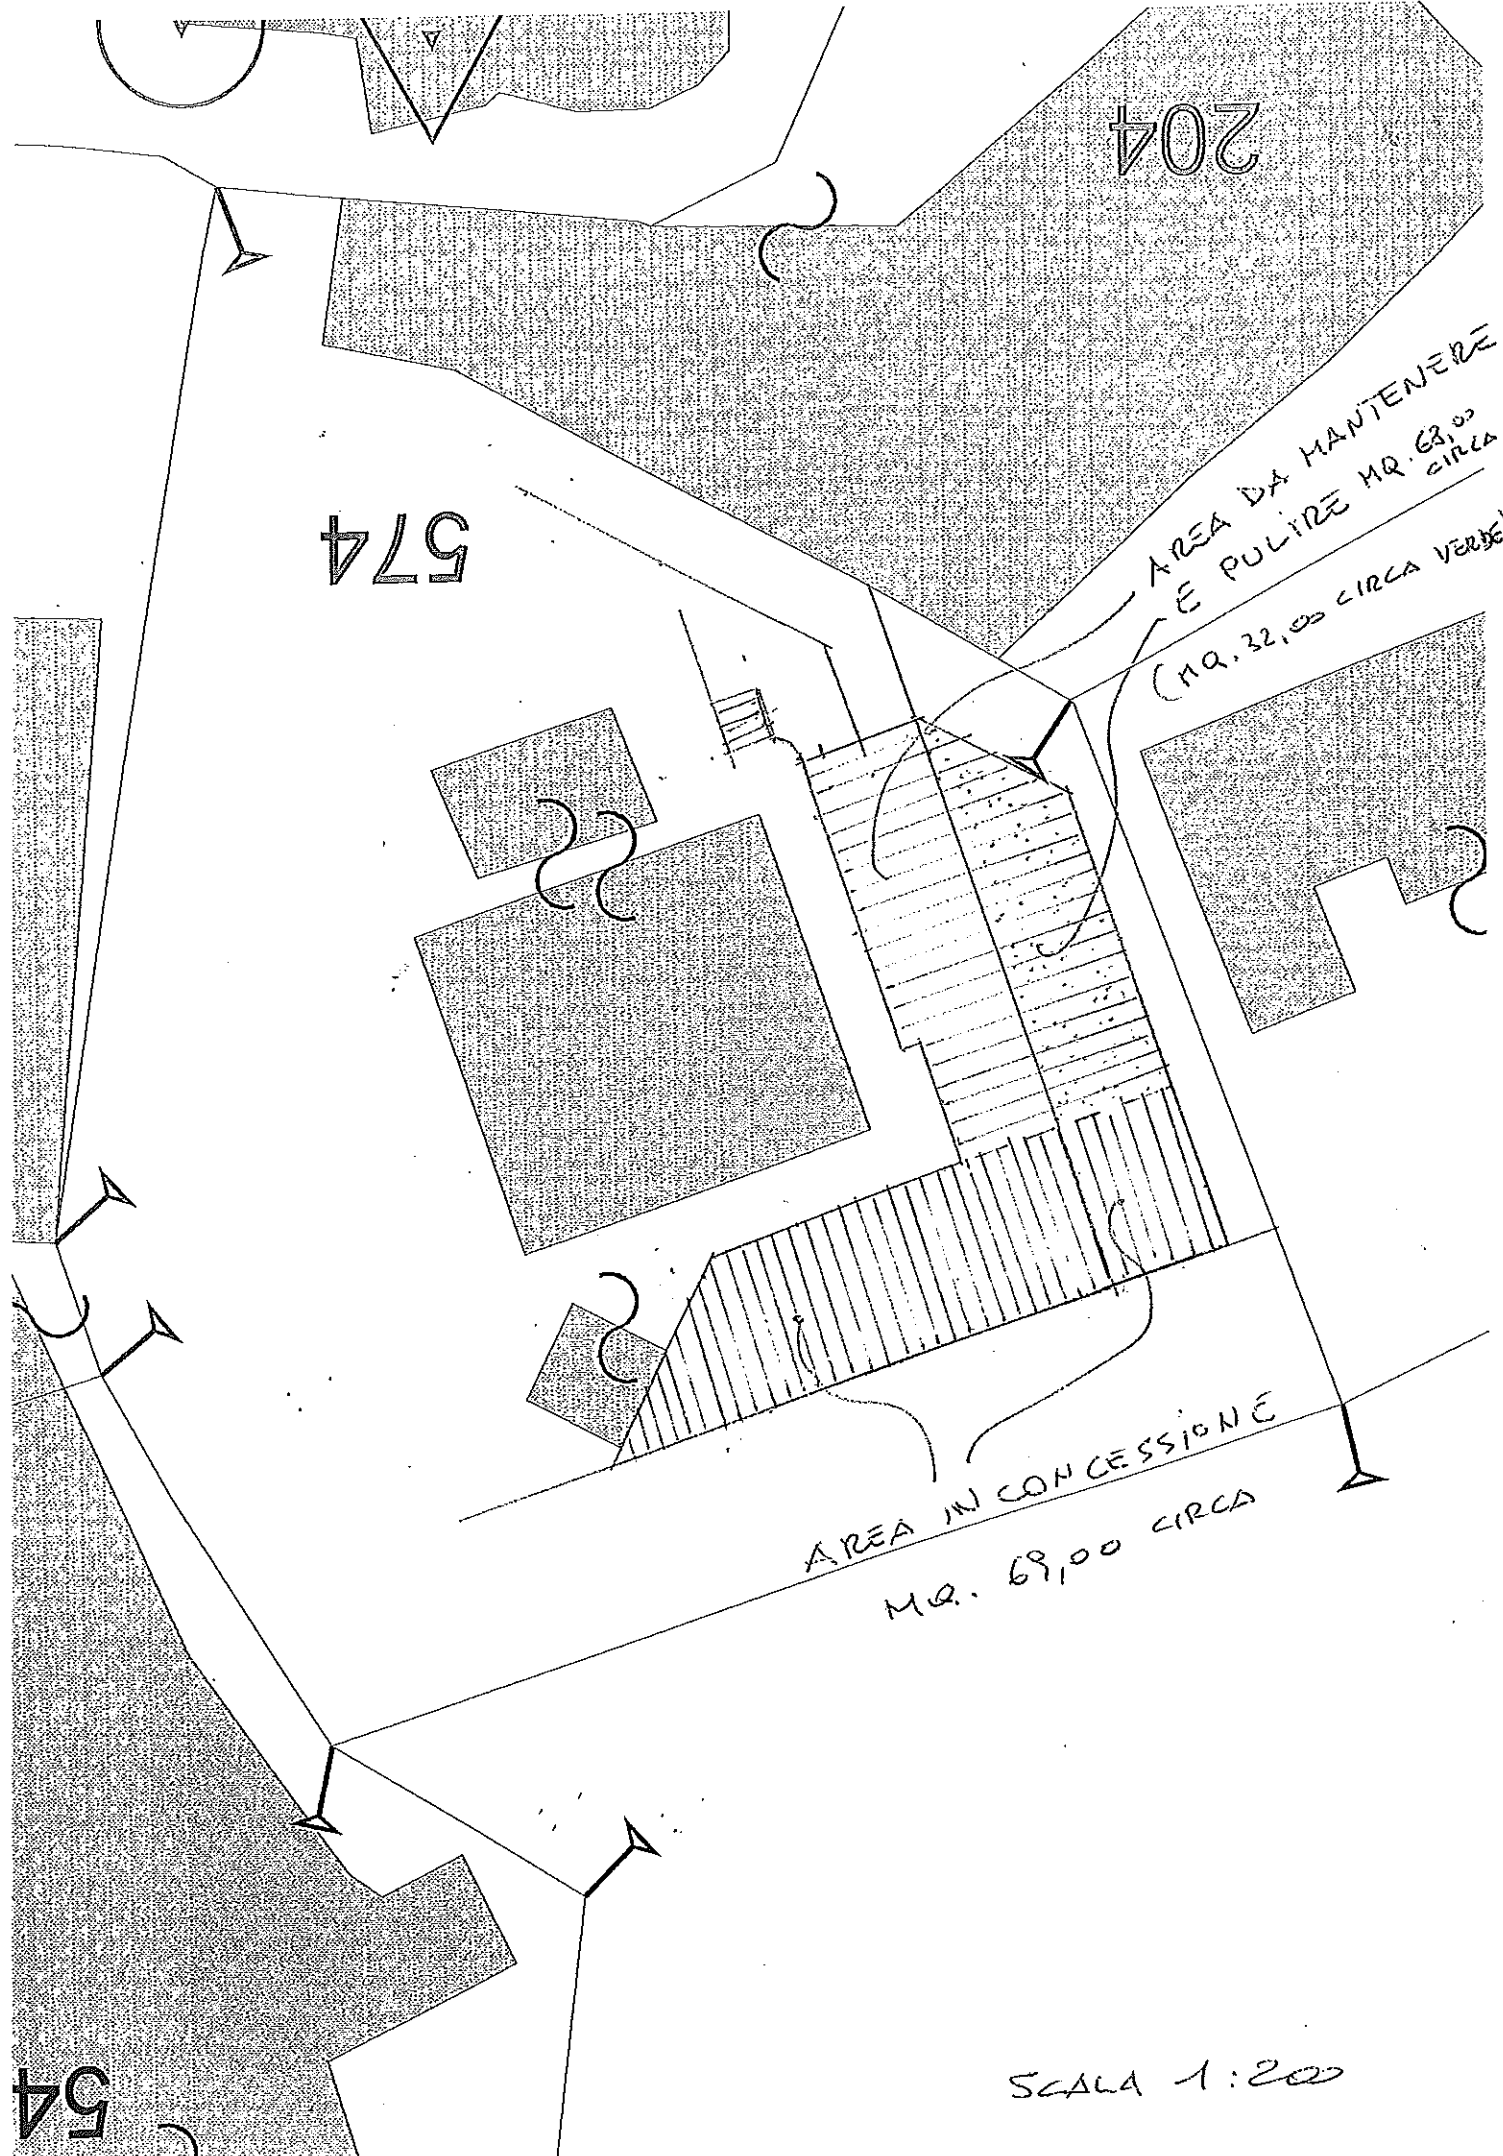 204
574
AREA DA MANTENERE
E PULIRE MQ. 63,00
CIRCA
(MQ. 32,00 CIRCA VERDE)
AREA IN CONCESSIONE
MQ. 69,00 CIRCA
54
SCALA 1:200